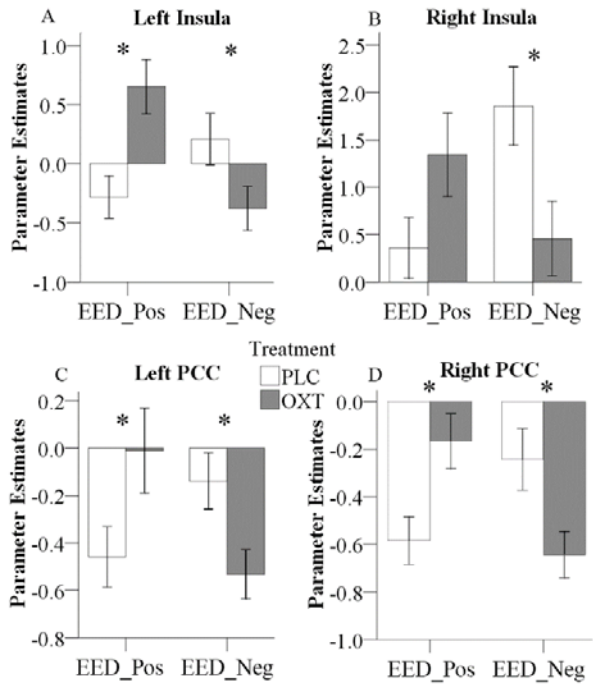 A Left Insula
B Right Insula
Parameter Estimates
1.0
0.5
0.0
-0.5
-1.0
* *
EED_Pos EED_Neg
Parameter Estimates
2.5
2.0
1.5
1.0
0.5
0.0
*
EED_Pos EED_Neg
Treatment
PLC
OXT
C Left PCC
Parameter Estimates
0.2
0.0
-0.2
-0.4
-0.6
-0.8
* *
EED_Pos EED_Neg
D Right PCC
Parameter Estimates
0.0
-0.2
-0.4
-0.6
-0.8
-1.0
* *
EED_Pos EED_Neg